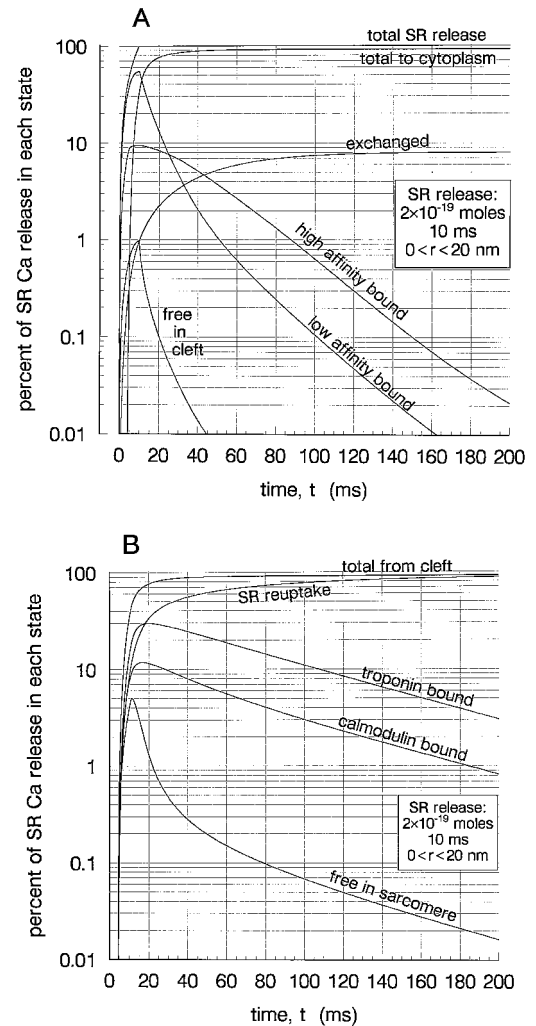 A
total SR release
total to cytoplasm
exchanged
SR release:
2×10⁻¹⁹ moles
10 ms
0<r<20 nm
high affinity bound
low affinity bound
free
in
cleft
percent of SR Ca release in each state
100
10
1
0.1
0.01
0 20 40 60 80 100 120 140 160 180 200
time, t (ms)
B
total from cleft
SR reuptake
troponin bound
calmodulin bound
SR release:
2×10⁻¹⁹ moles
10 ms
0<r<20 nm
free in sarcomere
percent of SR Ca release in each state
100
10
1
0.1
0.01
0 20 40 60 80 100 120 140 160 180 200
time, t (ms)